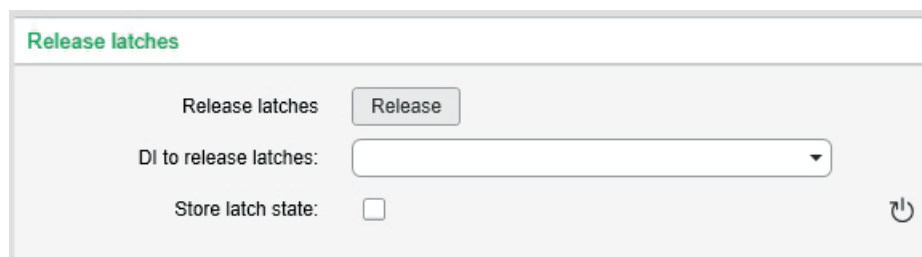 Release latches
Release latches Release
DI to release latches:
Store latch state: